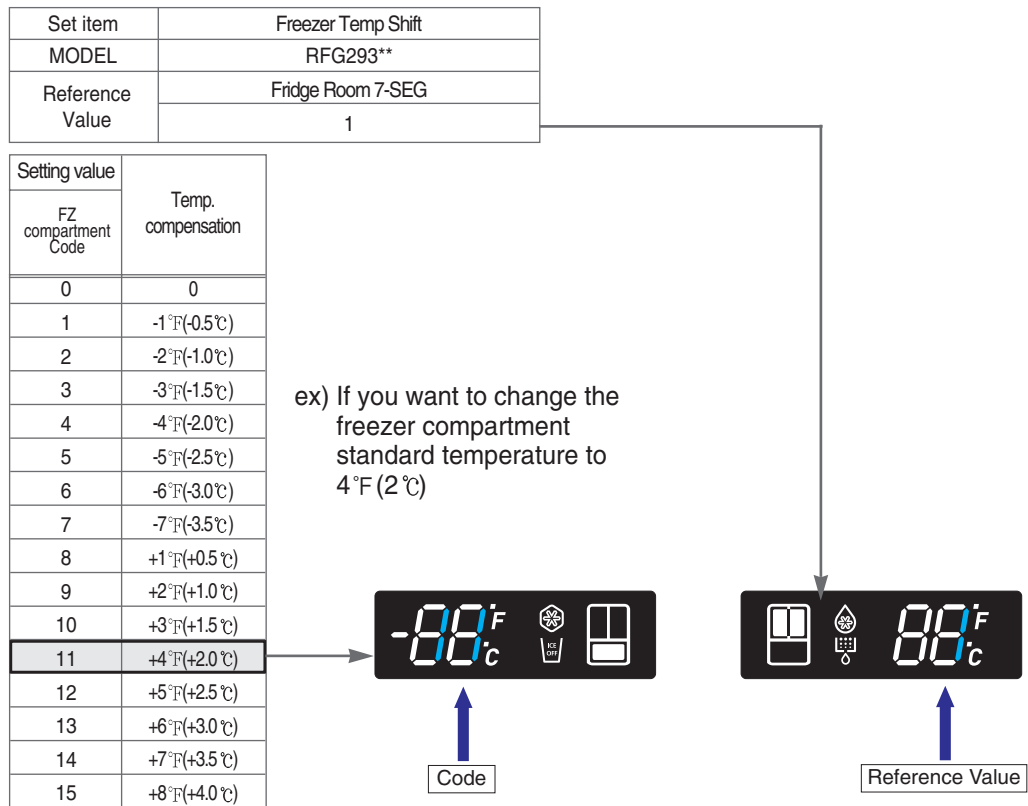 Set item Freezer Temp Shift
MODEL RFG293**
Reference Value Fridge Room 7-SEG
1
Setting value Temp. compensation
FZ compartment Code
0 0
1 -1°F(-0.5℃)
2 -2°F(-1.0℃)
3 -3°F(-1.5℃)
4 -4°F(-2.0℃)
5 -5°F(-2.5℃)
6 -6°F(-3.0℃)
7 -7°F(-3.5℃)
8 +1°F(+0.5℃)
9 +2°F(+1.0℃)
10 +3°F(+1.5℃)
11 +4°F(+2.0℃)
12 +5°F(+2.5℃)
13 +6°F(+3.0℃)
14 +7°F(+3.5℃)
15 +8°F(+4.0℃)
ex) If you want to change the
freezer compartment
standard temperature to
4°F (2℃)
-88°F
°C
ICE
OFF
88°F
°C
Code
Reference Value